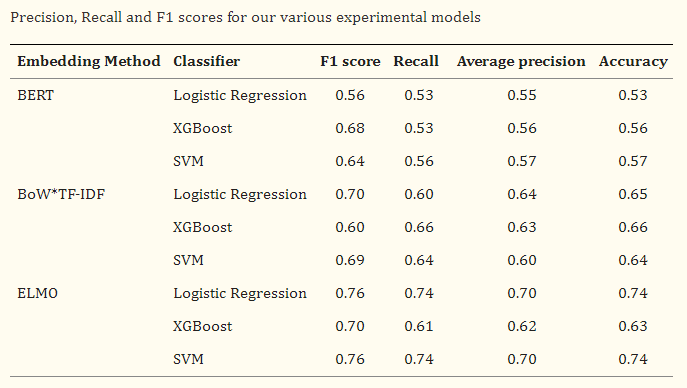 Precision, Recall and F1 scores for our various experimental models
Embedding Method Classifier F1 score Recall Average precision Accuracy
BERT Logistic Regression 0.56 0.53 0.55 0.53
XGBoost 0.68 0.53 0.56 0.56
SVM 0.64 0.56 0.57 0.57
BoW*TF-IDF Logistic Regression 0.70 0.60 0.64 0.65
XGBoost 0.60 0.66 0.63 0.66
SVM 0.69 0.64 0.60 0.64
ELMO Logistic Regression 0.76 0.74 0.70 0.74
XGBoost 0.70 0.61 0.62 0.63
SVM 0.76 0.74 0.70 0.74